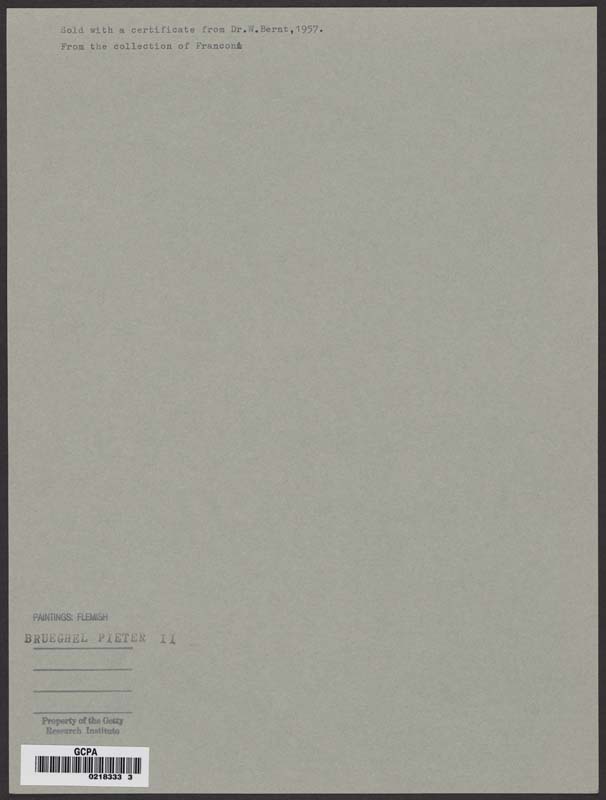 Sold with a certificate from Dr.W.Bernt,1957.
From the collection of Franconi
PAINTINGS: FLEMISH
BRUEGHEL PIETER II
Property of the Getty
Research Institute
GCPA
0218333 3